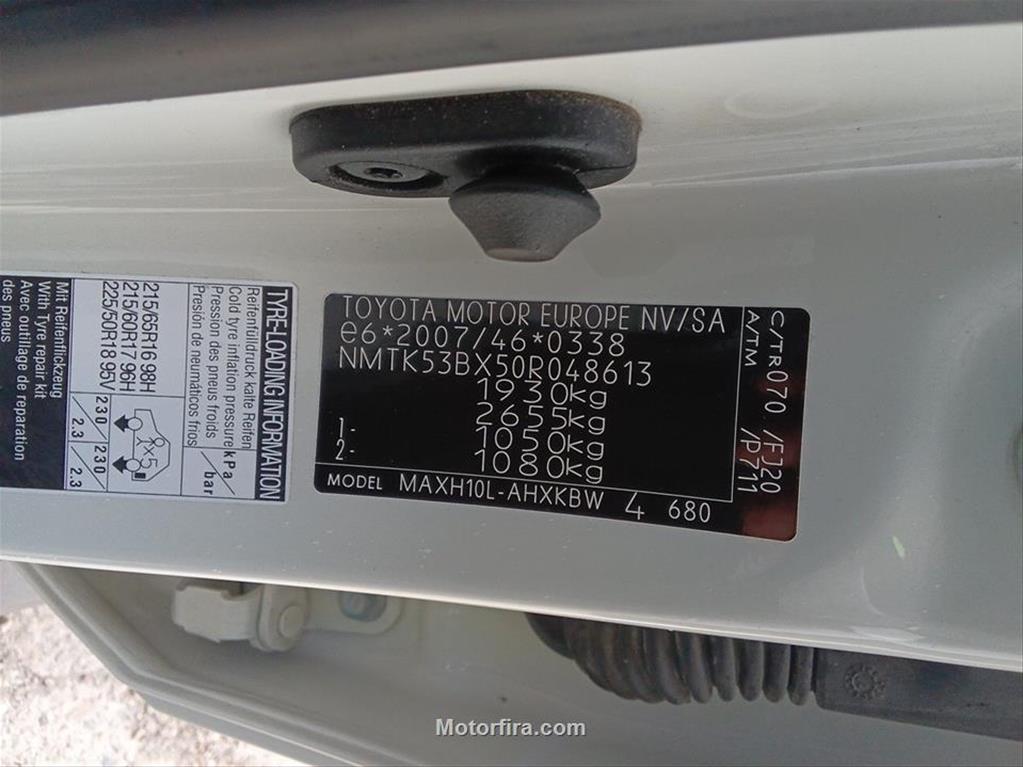 TYRE-LOADING INFORMATION
Reifenfülldruck kalte Reifen
Cold tyre inflation pressure
Pression des pneus froids
Presión de neumáticos fríos
kPa / bar
X5
215/65R16 98H
215/60R17 96H
225/50R18 95V
230 / 2.3
230 / 2.3
Mit Reifenflickzeug
With Tyre repair kit
Avec outillage de reparation
des pneus
TOYOTA MOTOR EUROPE NV/SA
e6*2007/46*0338
NMTK53BX50R048613
1930kg
2655kg
1- 1050kg
2- 1080kg
MODEL MAXH10L-AHXKBW 4 680
C/TR070 /FJ20
A/TM /P711
Motorfira.com